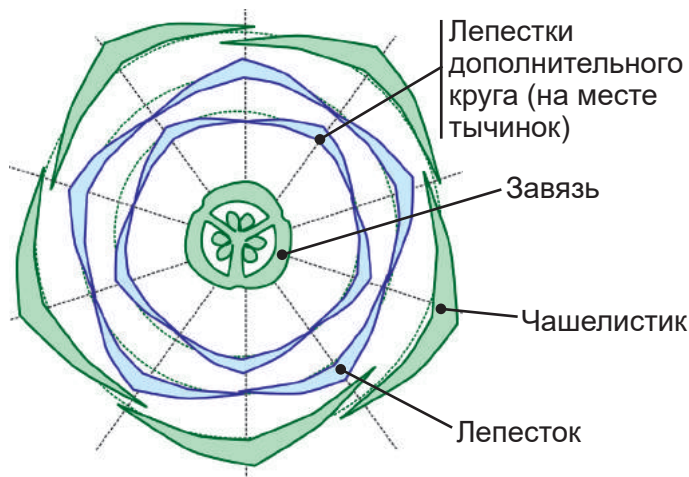 Лепестки
дополнительного
круга (на месте
тычинок)
Завязь
Чашелистик
Лепесток